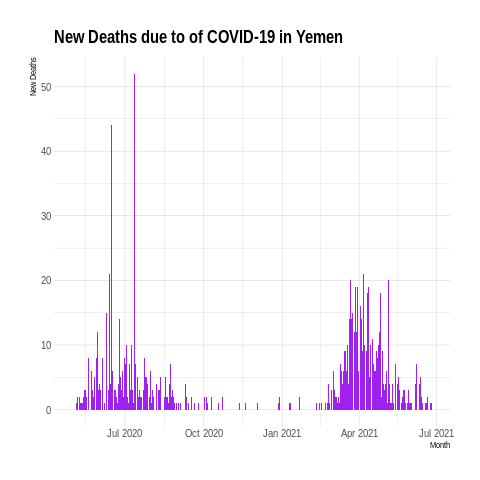 New Deaths due to of COVID-19 in Yemen
New Deaths
50
40
30
20
10
0
Jul 2020 Oct 2020 Jan 2021 Apr 2021 Jul 2021
Month